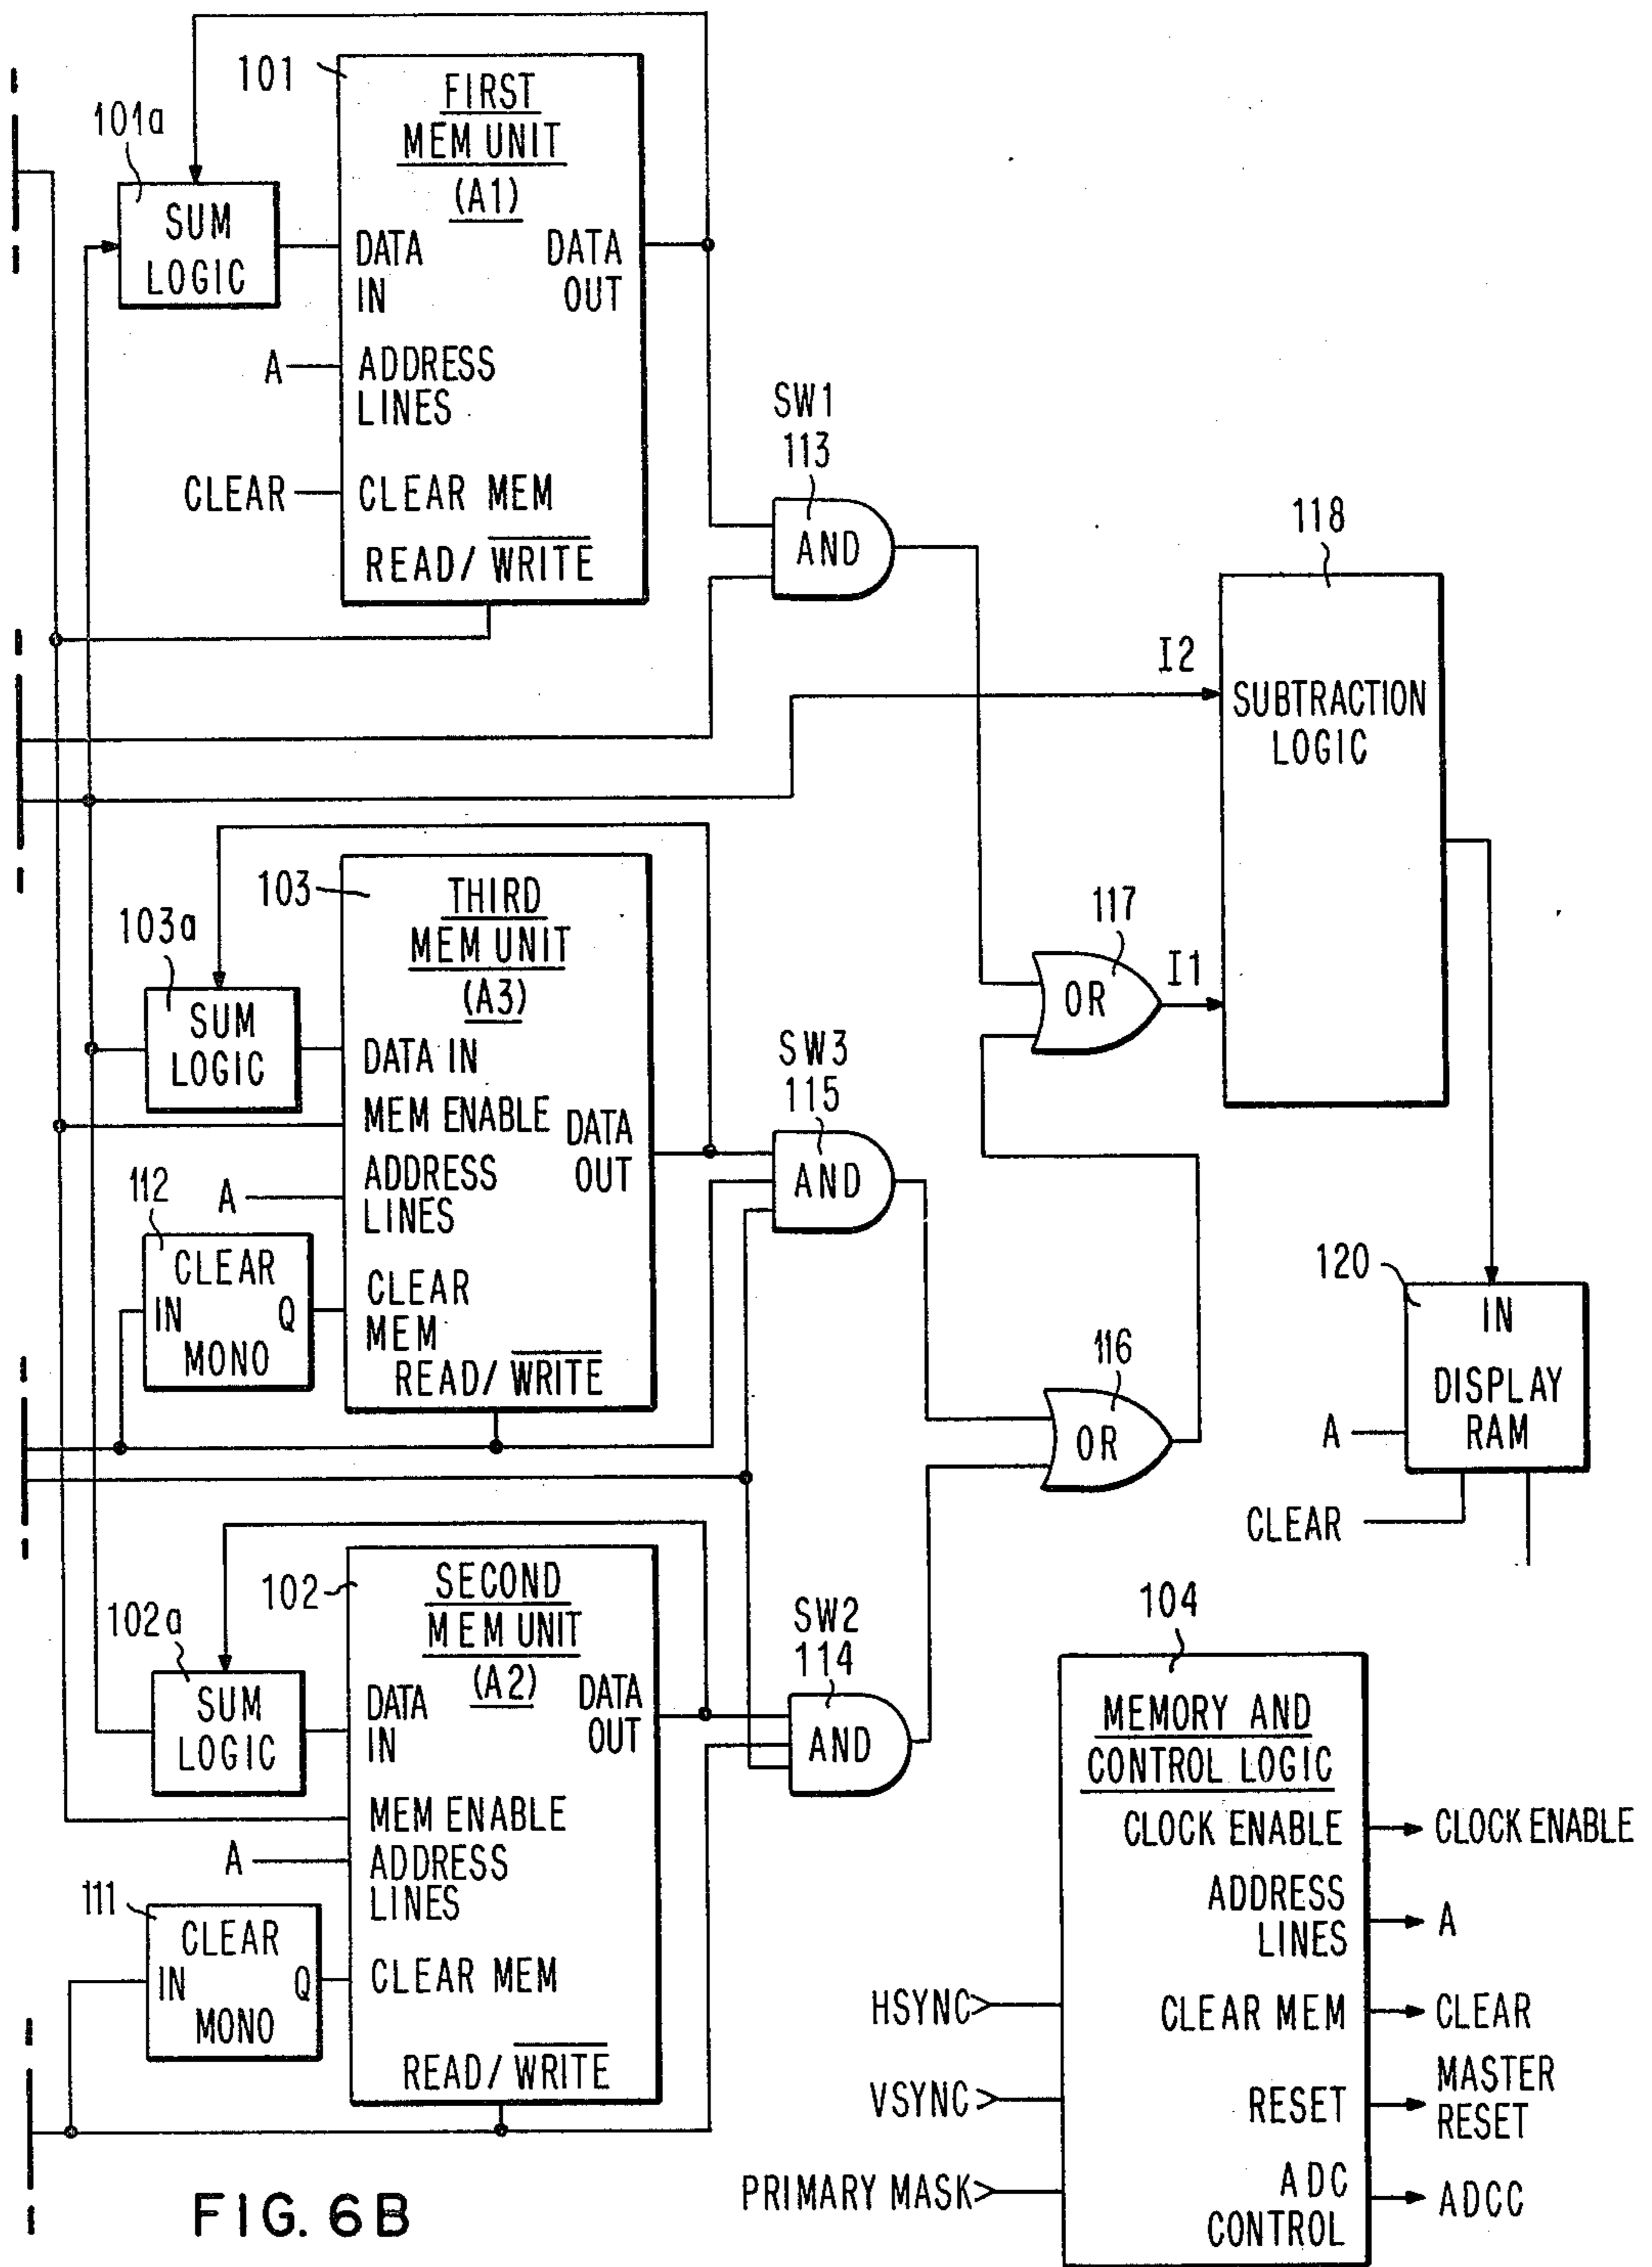 101
FIRST
MEM UNIT
(A1)
101a
SUM
LOGIC
DATA
IN
DATA
OUT
A
ADDRESS
LINES
CLEAR
CLEAR MEM
READ/ WRITE
SW1
113
AND
118
I2
SUBTRACTION
LOGIC
103
THIRD
MEM UNIT
(A3)
103a
SUM
LOGIC
DATA IN
MEM ENABLE
DATA
OUT
A
ADDRESS
LINES
112
CLEAR
IN Q
MONO
CLEAR
MEM
READ/ WRITE
SW3
115
AND
117
OR
I1
116
OR
120
IN
DISPLAY
RAM
A
CLEAR
102
SECOND
MEM UNIT
(A2)
102a
SUM
LOGIC
DATA
IN
DATA
OUT
MEM ENABLE
A
ADDRESS
LINES
111
CLEAR
IN Q
MONO
CLEAR MEM
READ/ WRITE
SW2
114
AND
104
MEMORY AND
CONTROL LOGIC
CLOCK ENABLE
CLOCK ENABLE
ADDRESS
LINES
A
HSYNC
CLEAR MEM
CLEAR
VSYNC
RESET
MASTER
RESET
PRIMARY MASK
ADC
CONTROL
ADCC
FIG. 6B